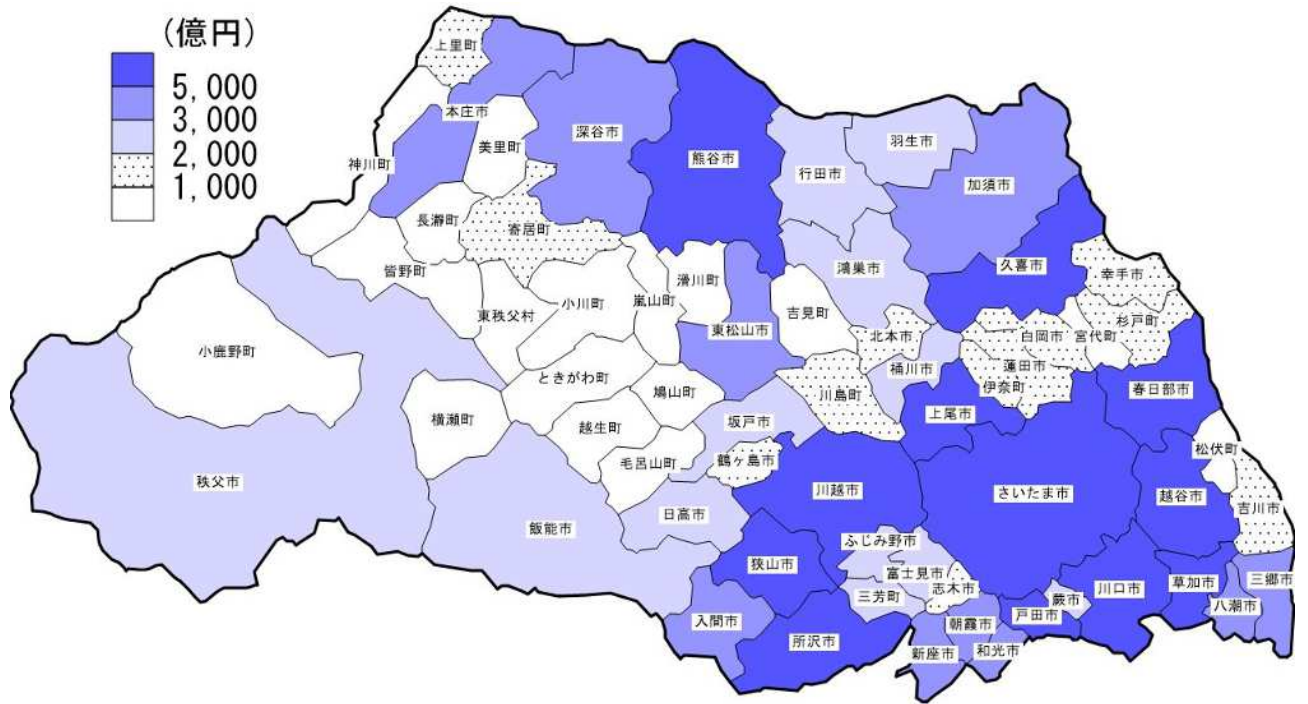 (億円)
5,000
3,000
2,000
1,000
上里町
本庄市
神川町
美里町
深谷市
熊谷市
行田市
羽生市
加須市
長瀞町
寄居町
皆野町
東秩父村
小川町
嵐山町
滑川町
東松山市
吉見町
鴻巣市
久喜市
幸手市
杉戸町
宮代町
白岡市
蓮田市
伊奈町
北本市
桶川市
川島町
上尾市
春日部市
小鹿野町
横瀬町
ときがわ町
鳩山町
越生町
毛呂山町
坂戸市
鶴ヶ島市
川越市
さいたま市
松伏町
越谷市
吉川市
秩父市
飯能市
日高市
狭山市
ふじみ野市
富士見市
志木市
三芳町
入間市
所沢市
新座市
朝霞市
和光市
戸田市
蕨市
川口市
草加市
八潮市
三郷市